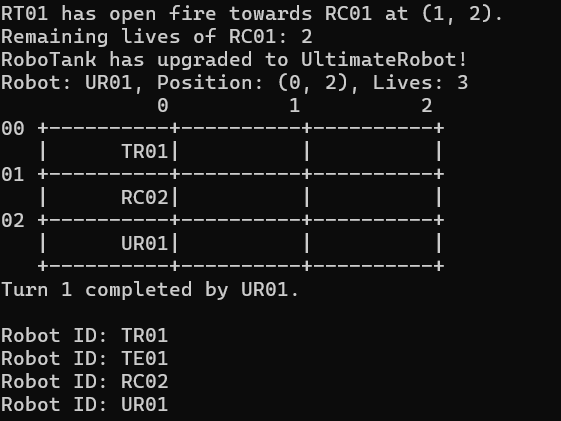 RT01 has open fire towards RC01 at (1, 2).
Remaining lives of RC01: 2
RoboTank has upgraded to UltimateRobot!
Robot: UR01, Position: (0, 2), Lives: 3
             0          1          2
00 +----------+----------+----------+
   |      TR01|          |          |
01 +----------+----------+----------+
   |      RC02|          |          |
02 +----------+----------+----------+
   |      UR01|          |          |
   +----------+----------+----------+
Turn 1 completed by UR01.

Robot ID: TR01
Robot ID: TE01
Robot ID: RC02
Robot ID: UR01